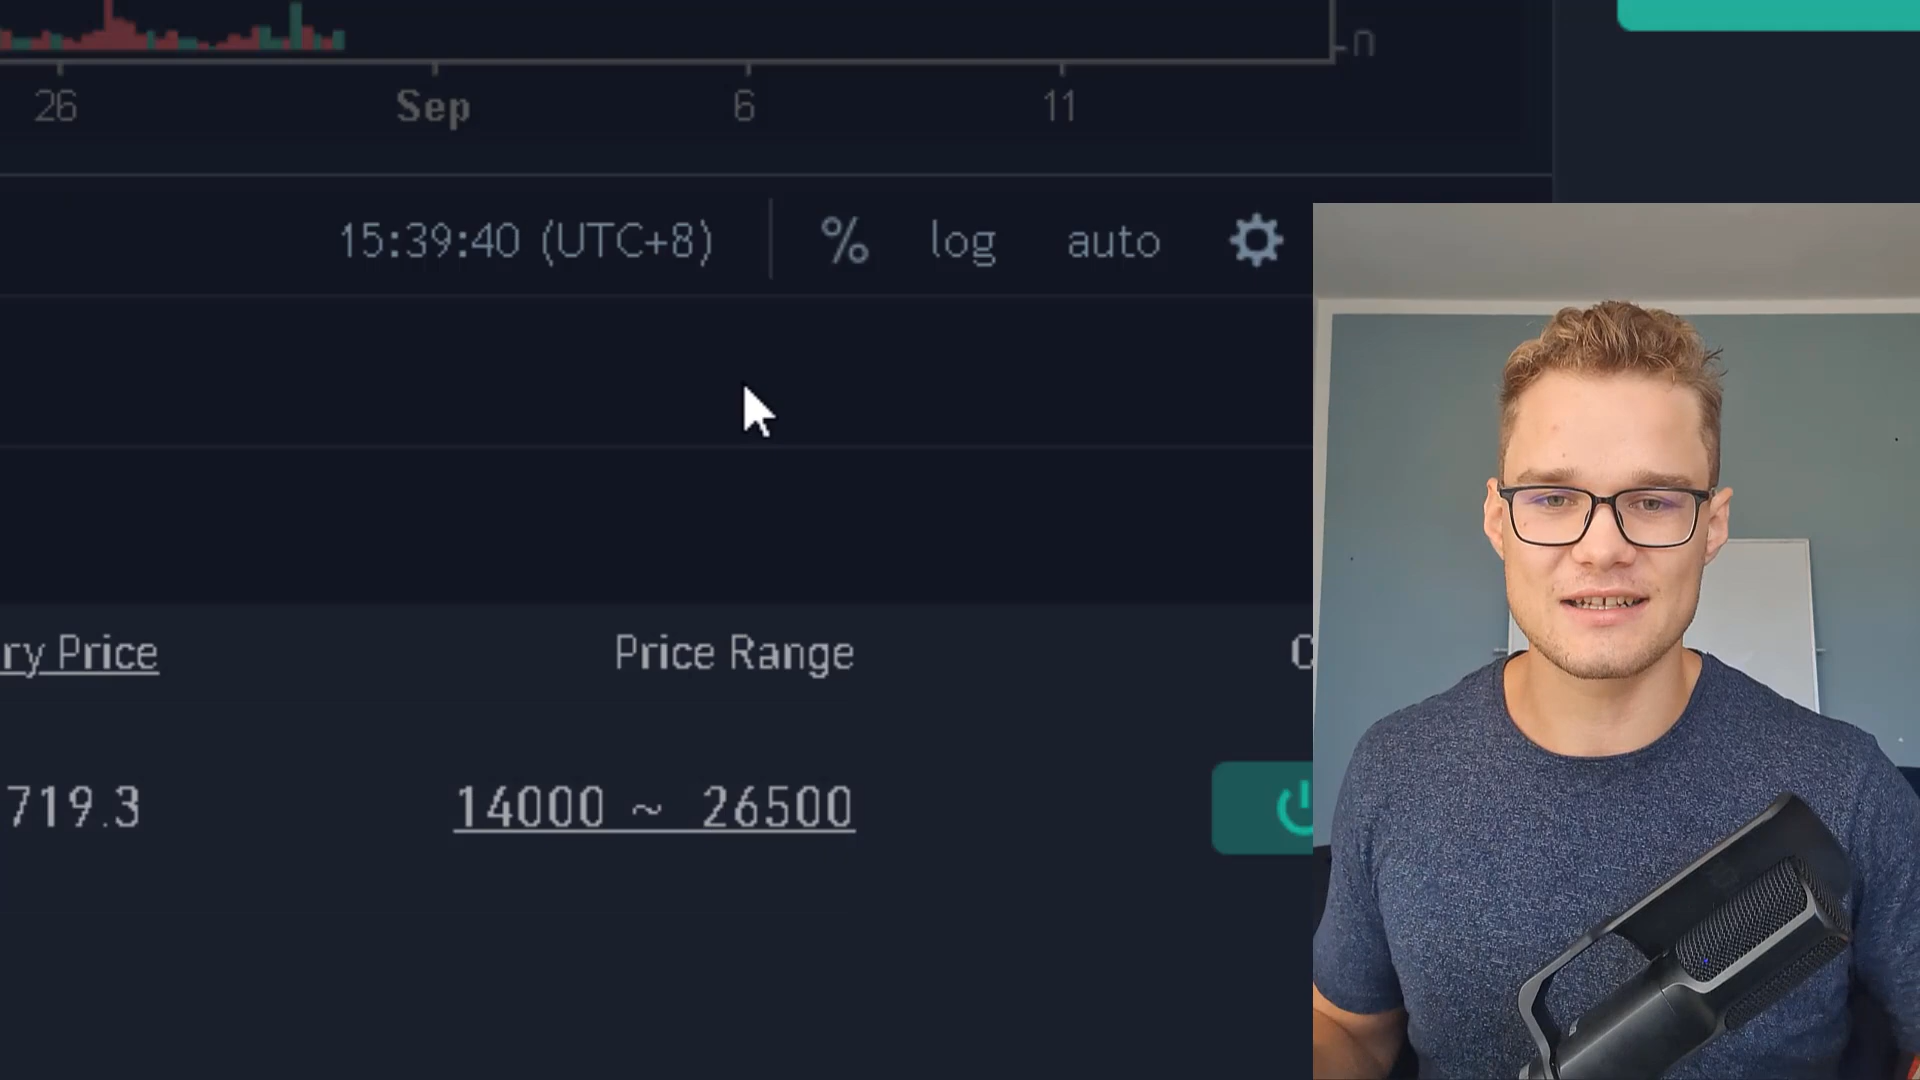 n
26 Sep 6 11
15:39:40 (UTC+8) % log auto
ry Price Price Range C
719.3 14000 ~ 26500